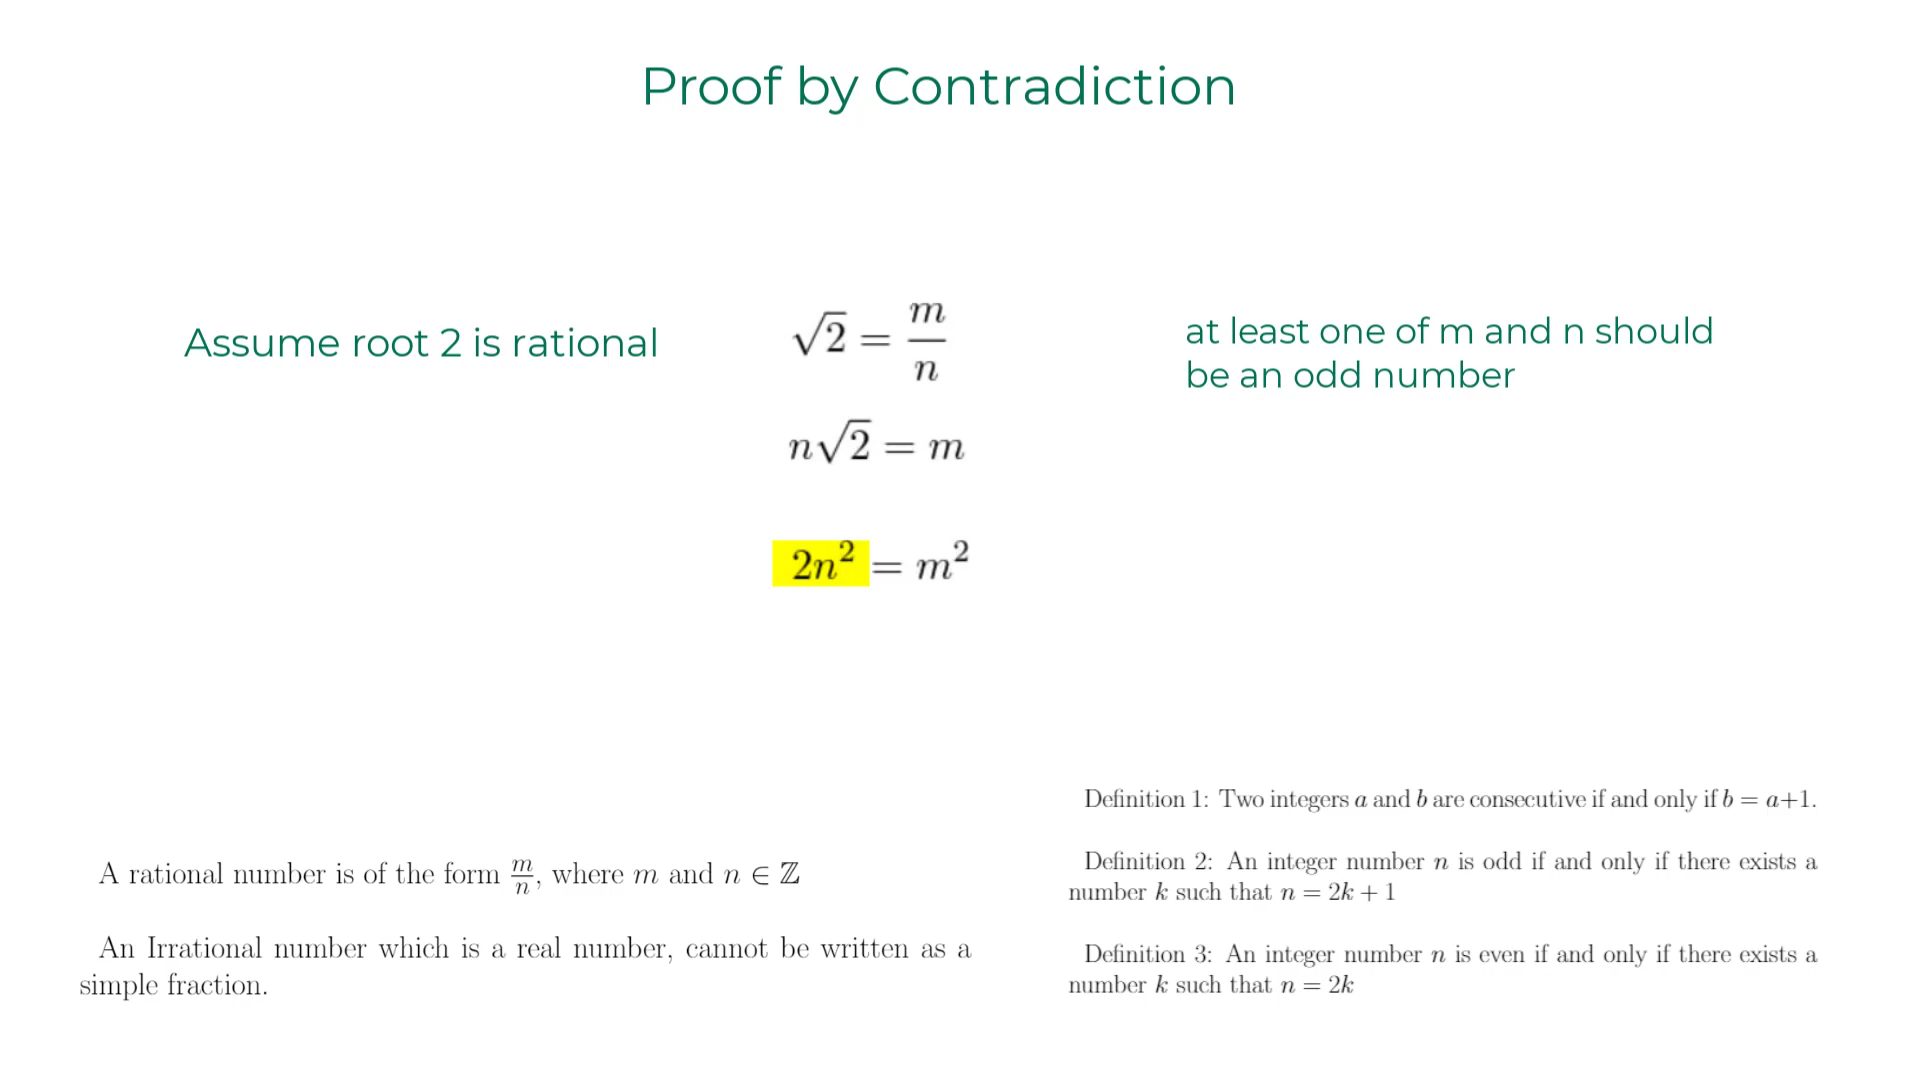 Proof by Contradiction
Assume root 2 is rational
√2 = m/n
at least one of m and n should
be an odd number
n√2 = m
2n² = m²
A rational number is of the form m/n, where m and n ∈ ℤ
An Irrational number which is a real number, cannot be written as a
simple fraction.
Definition 1: Two integers a and b are consecutive if and only if b = a+1.
Definition 2: An integer number n is odd if and only if there exists a
number k such that n = 2k + 1
Definition 3: An integer number n is even if and only if there exists a
number k such that n = 2k